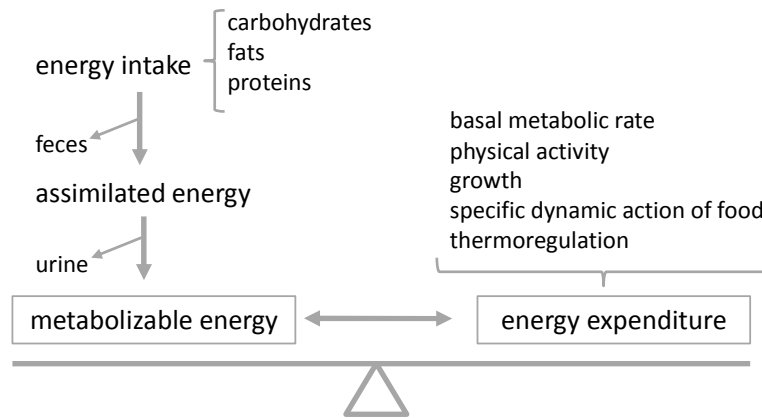 carbohydrates
fats
proteins
energy intake
feces
assimilated energy
urine
metabolizable energy
basal metabolic rate
physical activity
growth
specific dynamic action of food
thermoregulation
energy expenditure